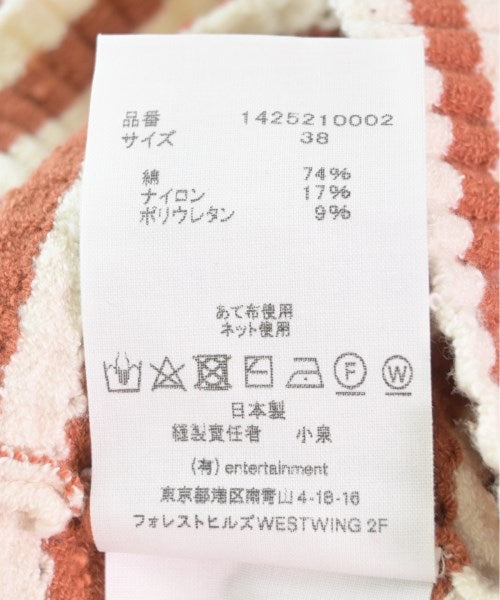 品番 1425210002
サイズ 38
綿 74%
ナイロン 17%
ポリウレタン 9%
あて布使用
ネット使用
F W
日本製
縫製責任者 小泉
(有) entertainment
東京都港区南青山4-18-16
フォレストヒルズWESTWING 2F